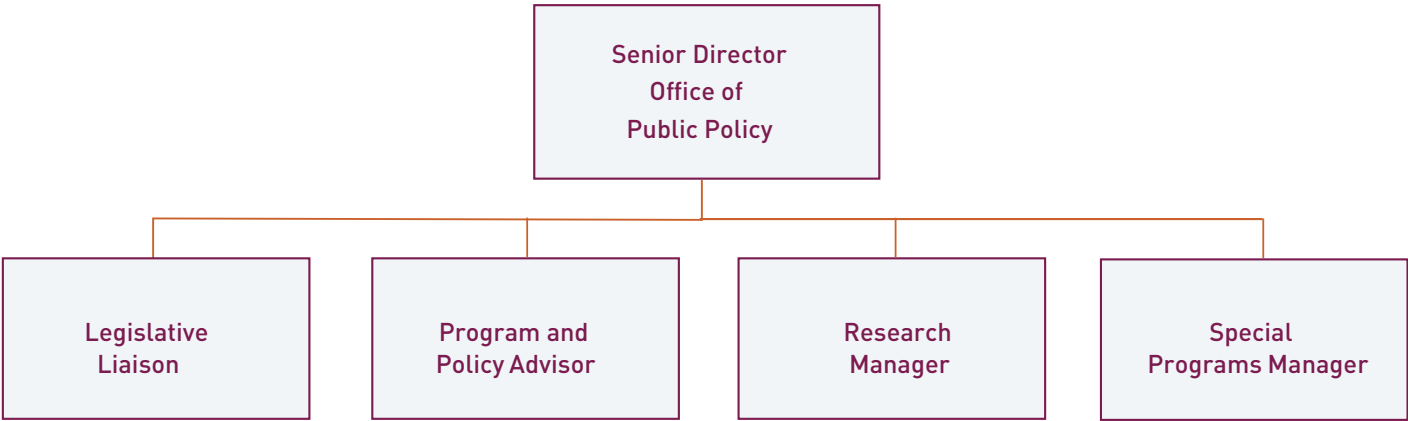 Senior Director
Office of
Public Policy
Legislative
Liaison
Program and
Policy Advisor
Research
Manager
Special
Programs Manager